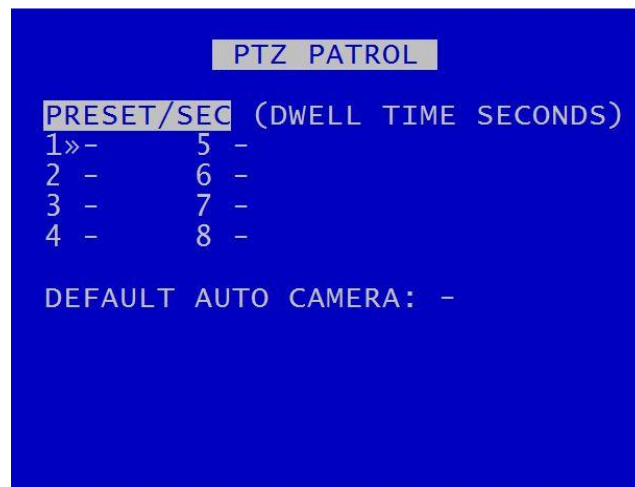 PTZ PATROL
PRESET/SEC (DWELL TIME SECONDS)
1»- 5 -
2 - 6 -
3 - 7 -
4 - 8 -
DEFAULT AUTO CAMERA: -